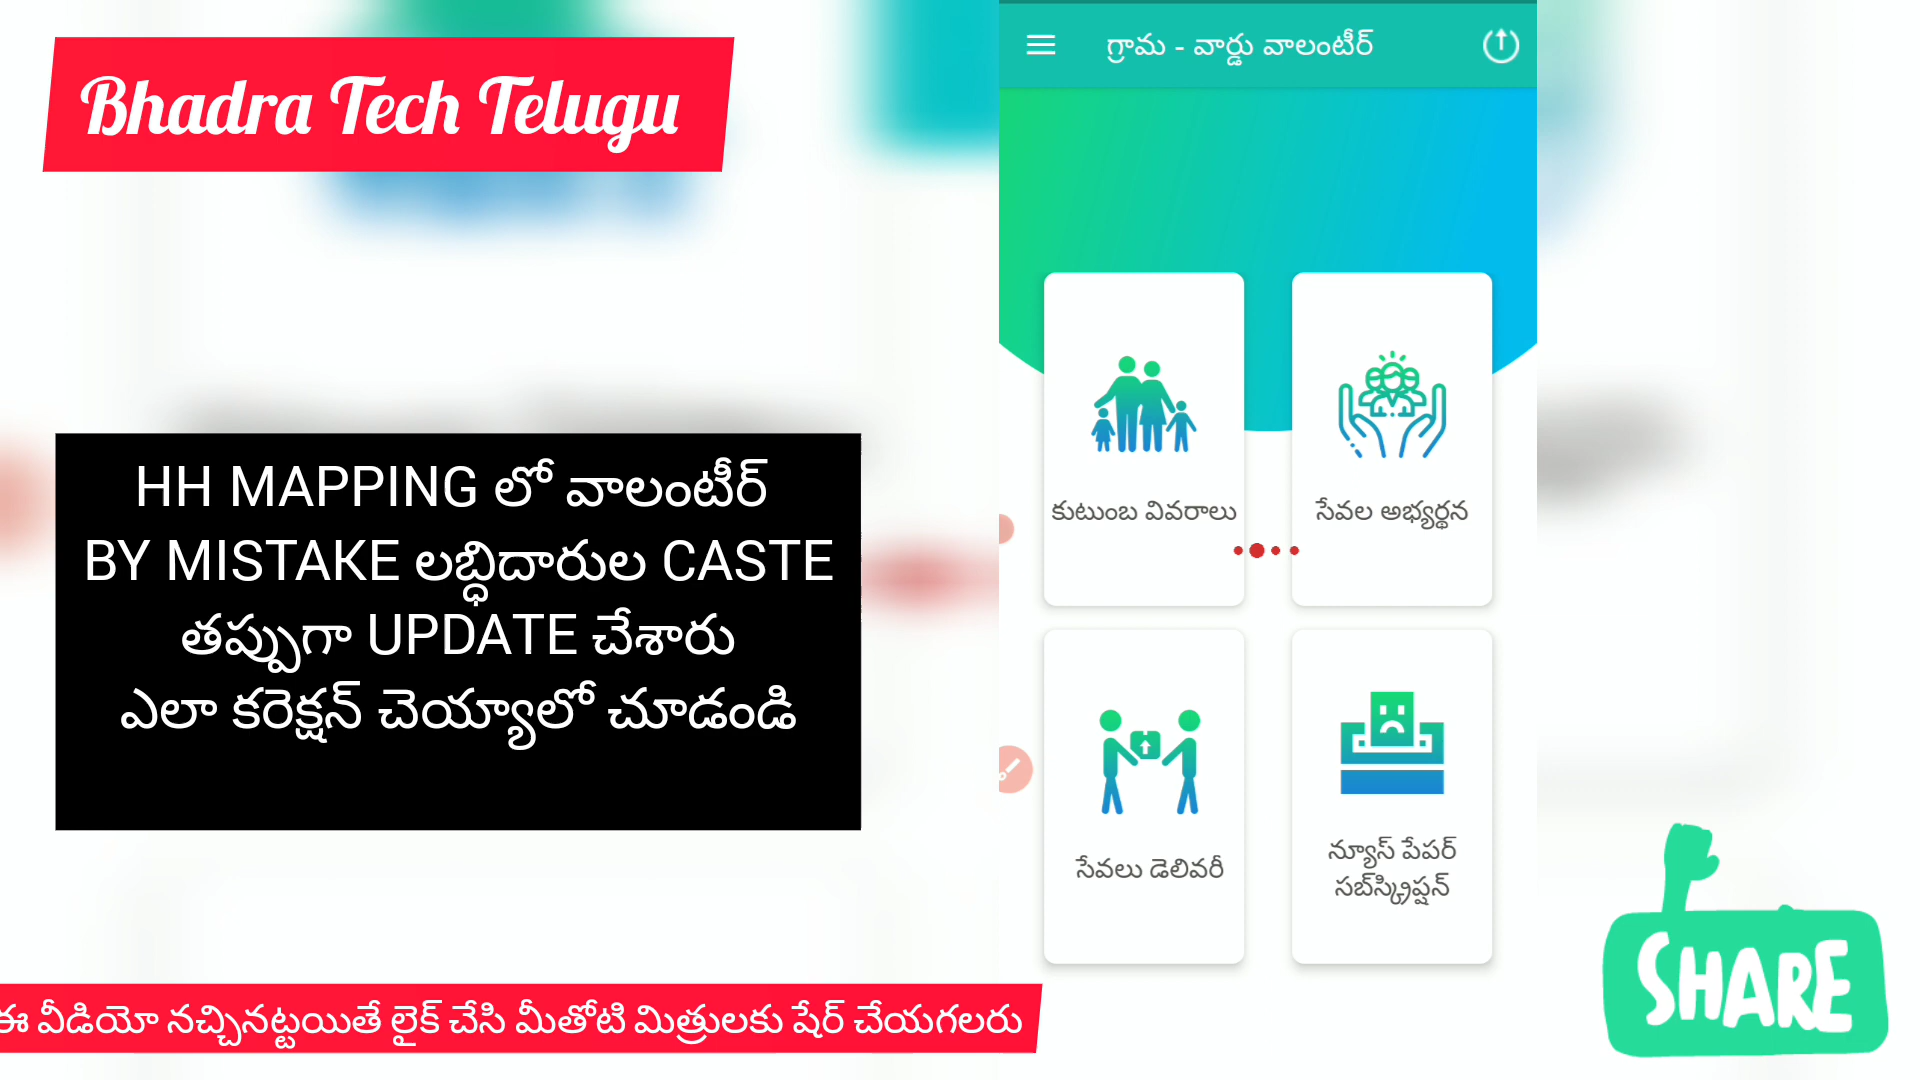 Bhadra Tech Telugu
HH MAPPING లో వాలంటీర్
BY MISTAKE లబ్ధిదారుల CASTE
తప్పుగా UPDATE చేశారు
ఎలా కరెక్షన్ చెయ్యాలో చూడండి
గ్రామ - వార్డు వాలంటీర్
కుటుంబ వివరాలు
సేవల అభ్యర్థన
సేవలు డెలివరీ
న్యూస్ పేపర్
సబ్‌స్క్రిప్షన్
ఈ వీడియో నచ్చినట్టయితే లైక్ చేసి మీతోటి మిత్రులకు షేర్ చేయగలరు
SHARE